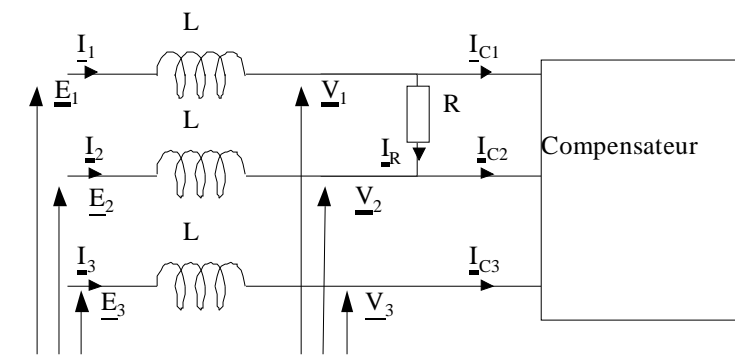 L
I1
IC1
E1
V1
R
L
I2
IR
IC2
Compensateur
E2
V2
L
I3
IC3
E3
V3